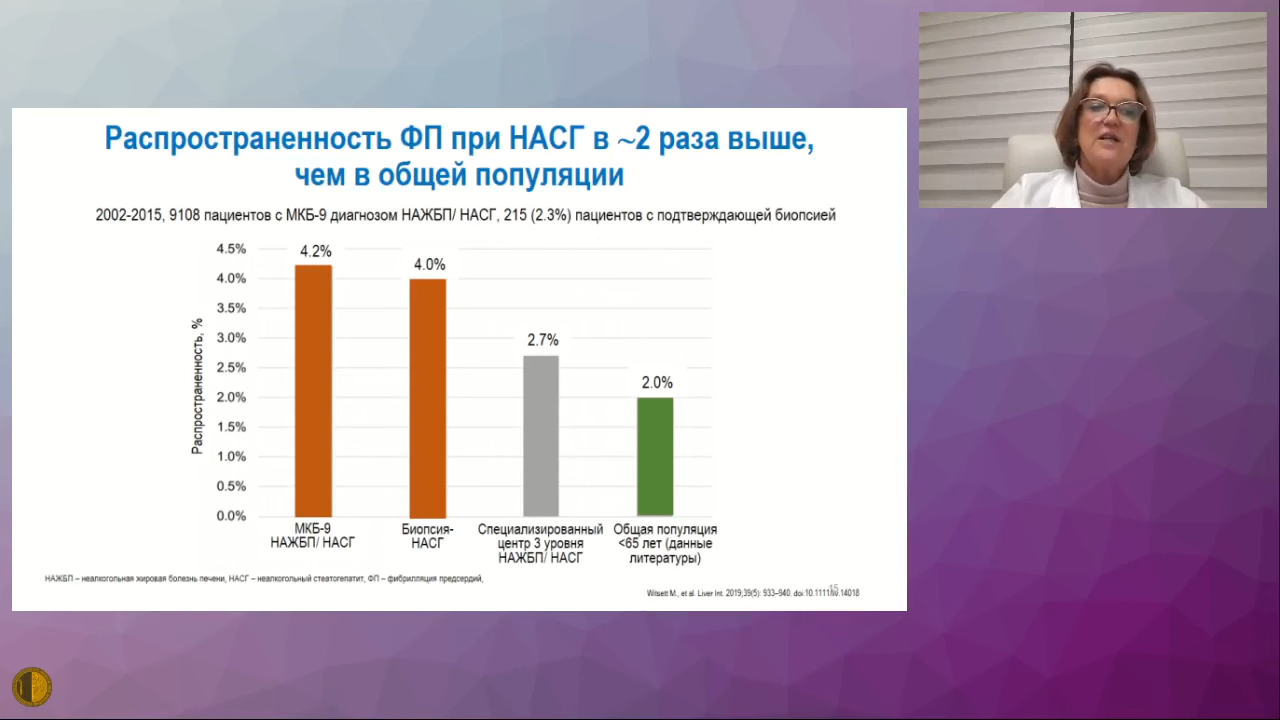 Распространенность ФП при НАСГ в ~2 раза выше,
чем в общей популяции
2002-2015, 9108 пациентов с МКБ-9 диагнозом НАЖБП/ НАСГ, 215 (2.3%) пациентов с подтверждающей биопсией
Распространенность, %
4.5%
4.0%
3.5%
3.0%
2.5%
2.0%
1.5%
1.0%
0.5%
0.0%
4.2%
4.0%
2.7%
2.0%
МКБ-9
НАЖБП/ НАСГ
Биопсия-
НАСГ
Специализированный
центр 3 уровня
НАЖБП/ НАСГ
Общая популяция
<65 лет (данные
литературы)
НАЖБП – неалкогольная жировая болезнь печени, НАСГ – неалкогольный стеатогепатит, ФП – фибрилляция предсердий,
15
Witsett M., et al. Liver Int. 2019;39(5): 933–940. doi:10.1111/liv.14018